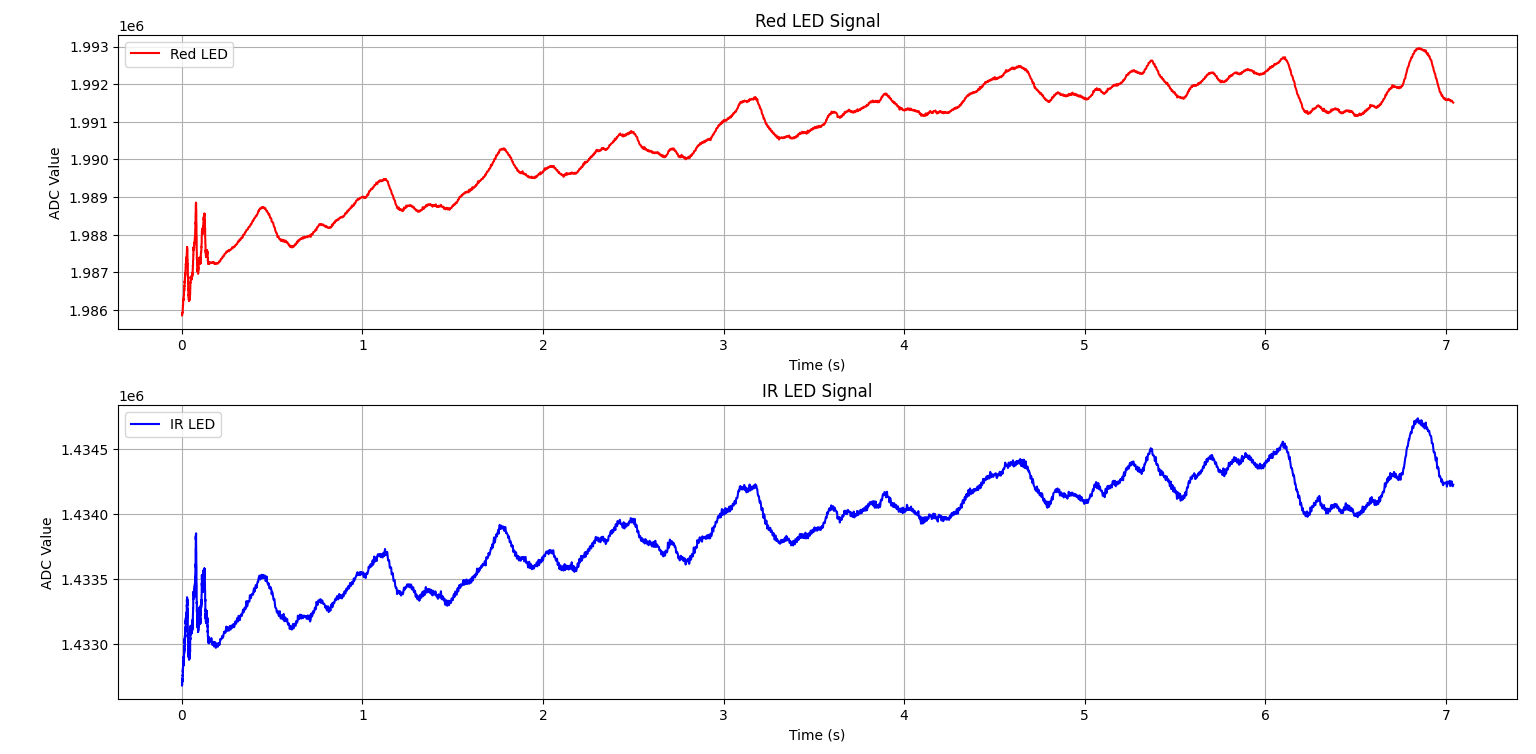 Red LED Signal
1e6
Red LED
1.993
1.992
1.991
1.990
1.989
1.988
1.987
1.986
ADC Value
0 1 2 3 4 5 6 7
Time (s)
IR LED Signal
1e6
IR LED
1.4345
1.4340
1.4335
1.4330
ADC Value
0 1 2 3 4 5 6 7
Time (s)